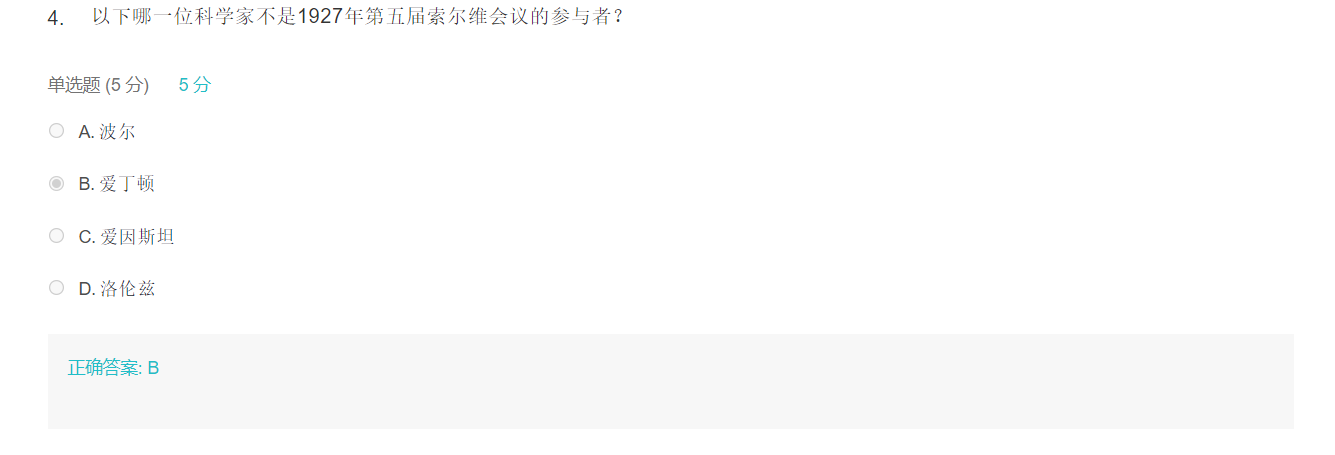 4. 以下哪一位科学家不是1927年第五届索尔维会议的参与者？
单选题 (5 分) 5 分
A. 波尔
B. 爱丁顿
C. 爱因斯坦
D. 洛伦兹
正确答案: B